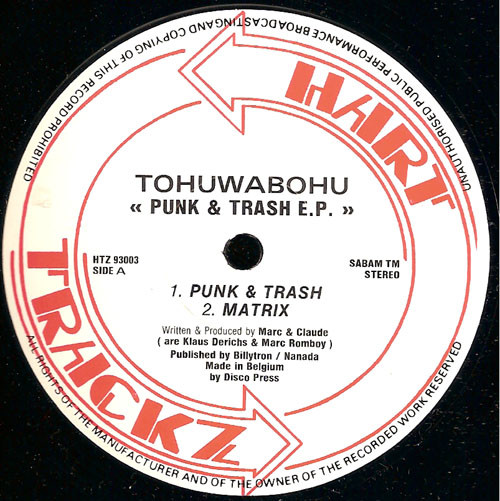 HART
TRACKZ
TOHUWABOHU
« PUNK & TRASH E.P. »
HTZ 93003
SIDE A
SABAM TM
STEREO
1. PUNK & TRASH
2. MATRIX
Written & Produced by Marc & Claude
( are Klaus Derichs & Marc Romboy )
Published by Billytron / Nanada
Made in Belgium
by Disco Press
ALL RIGHTS OF THE MANUFACTURER AND OF THE OWNER OF THE RECORDED WORK RESERVED
UNAUTHORISED PUBLIC PERFORMANCE BROADCASTING AND COPYING OF THIS RECORD PROHIBITED